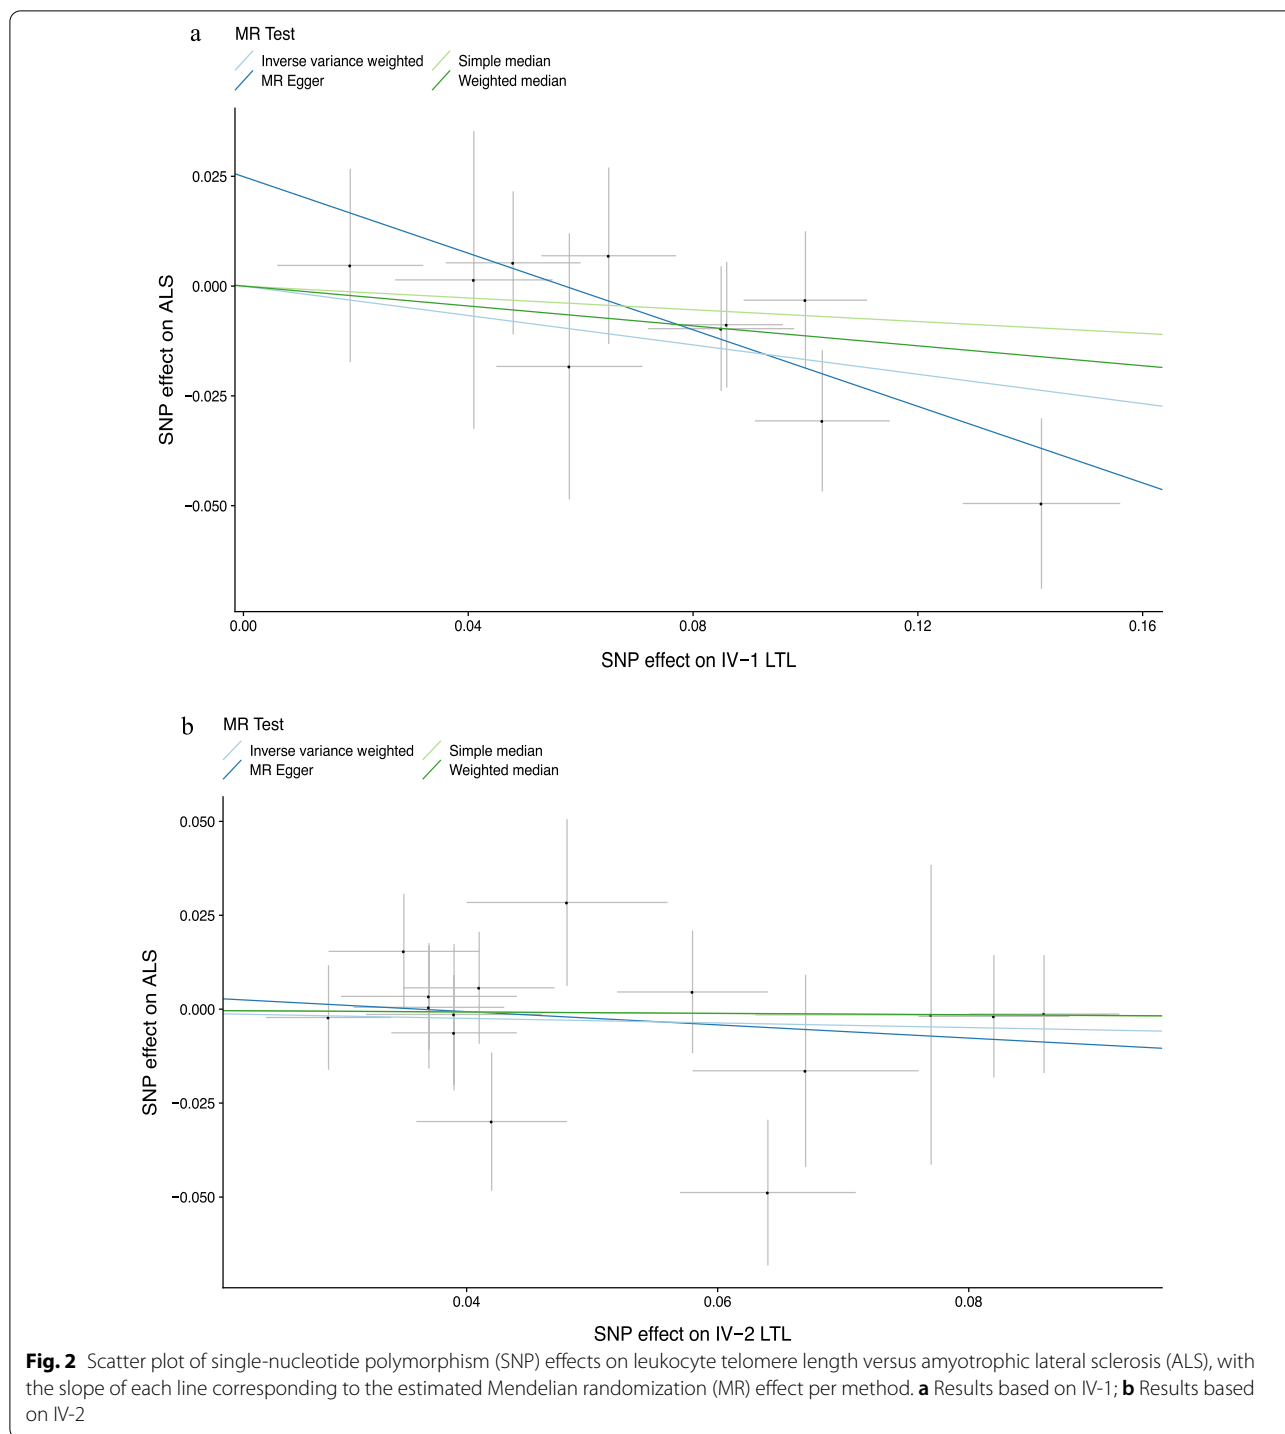 a
MR Test
Inverse variance weighted
Simple median
MR Egger
Weighted median
0.025
0.000
−0.025
−0.050
SNP effect on ALS
0.00
0.04
0.08
0.12
0.16
SNP effect on IV−1 LTL
b
MR Test
Inverse variance weighted
Simple median
MR Egger
Weighted median
0.050
0.025
0.000
−0.025
−0.050
SNP effect on ALS
0.04
0.06
0.08
SNP effect on IV−2 LTL
Fig. 2 Scatter plot of single-nucleotide polymorphism (SNP) effects on leukocyte telomere length versus amyotrophic lateral sclerosis (ALS), with
the slope of each line corresponding to the estimated Mendelian randomization (MR) effect per method. a Results based on IV-1; b Results based
on IV-2